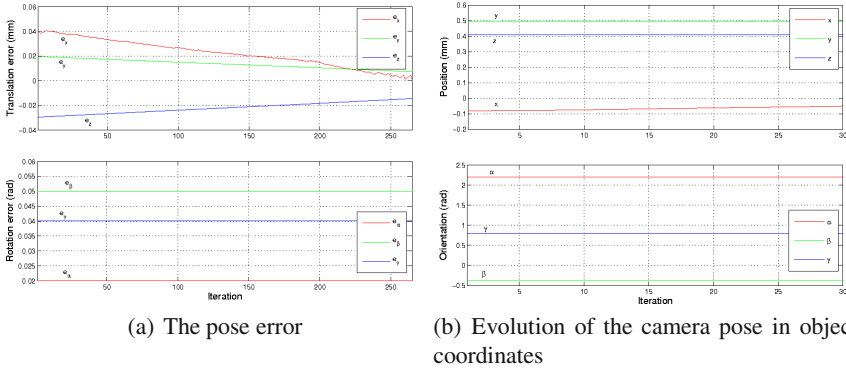 0.06
0.04
0.02
0
−0.02
−0.04
Translation error (mm)
e_x
e_y
e_z
e_x
e_y
e_z
50
100
150
200
250
0.06
0.055
0.05
0.045
0.04
0.035
0.03
0.025
0.02
Rotation error (rad)
e_β
e_γ
e_α
e_α
e_β
e_γ
50
100
150
200
250
Iteration
(a) The pose error
0.6
0.5
0.4
0.3
0.2
0.1
0
−0.1
−0.2
Position (mm)
y
z
x
x
y
z
5
10
15
20
25
30
2.5
2
1.5
1
0.5
0
−0.5
Orientation (rad)
α
γ
β
α
β
γ
5
10
15
20
25
30
Iteration
(b) Evolution of the camera pose in objec
coordinates